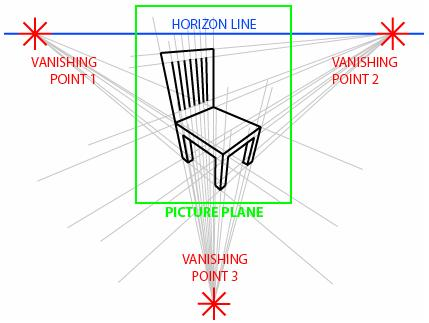 HORIZON LINE
VANISHING
POINT 1
VANISHING
POINT 2
PICTURE PLANE
VANISHING
POINT 3